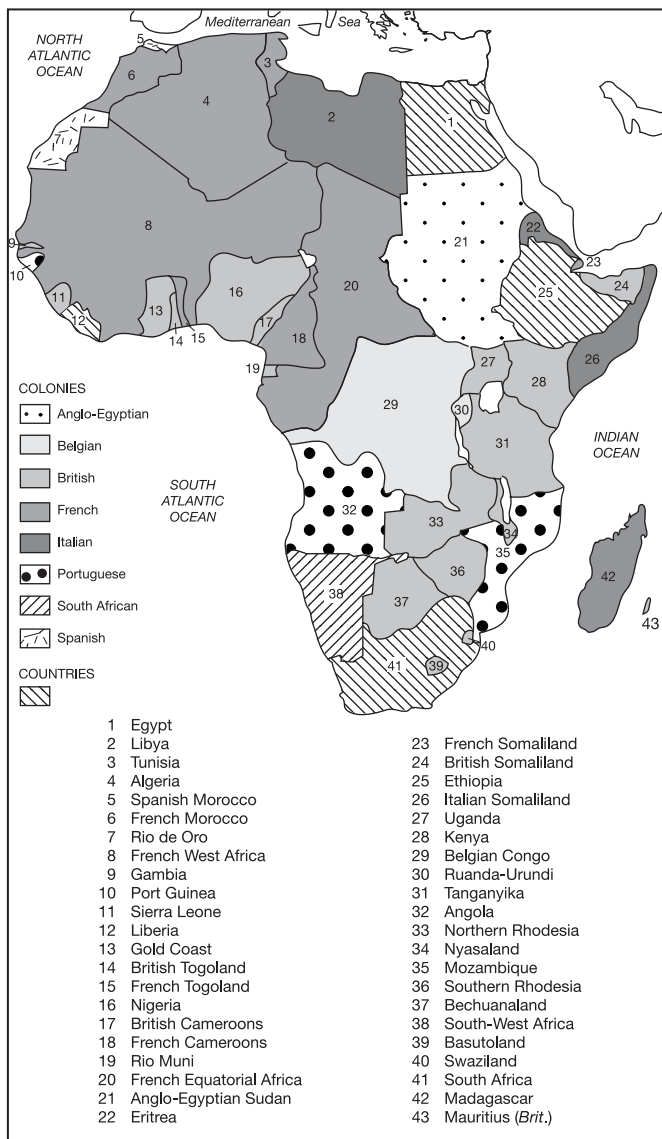 Mediterranean Sea
NORTH
ATLANTIC
OCEAN
5
3
6
4
2
1
7
8
9
10
21
22
23
20
16
24
25
11
12
13
17
18
14
15
19
27
26
28
29
30
31
INDIAN
OCEAN
SOUTH
ATLANTIC
OCEAN
32
33
34
35
36
42
43
38
37
40
41
39
COLONIES
Anglo-Egyptian
Belgian
British
French
Italian
Portuguese
South African
Spanish
COUNTRIES
1 Egypt
2 Libya
3 Tunisia
4 Algeria
5 Spanish Morocco
6 French Morocco
7 Rio de Oro
8 French West Africa
9 Gambia
10 Port Guinea
11 Sierra Leone
12 Liberia
13 Gold Coast
14 British Togoland
15 French Togoland
16 Nigeria
17 British Cameroons
18 French Cameroons
19 Rio Muni
20 French Equatorial Africa
21 Anglo-Egyptian Sudan
22 Eritrea
23 French Somaliland
24 British Somaliland
25 Ethiopia
26 Italian Somaliland
27 Uganda
28 Kenya
29 Belgian Congo
30 Ruanda-Urundi
31 Tanganyika
32 Angola
33 Northern Rhodesia
34 Nyasaland
35 Mozambique
36 Southern Rhodesia
37 Bechuanaland
38 South-West Africa
39 Basutoland
40 Swaziland
41 South Africa
42 Madagascar
43 Mauritius (Brit.)